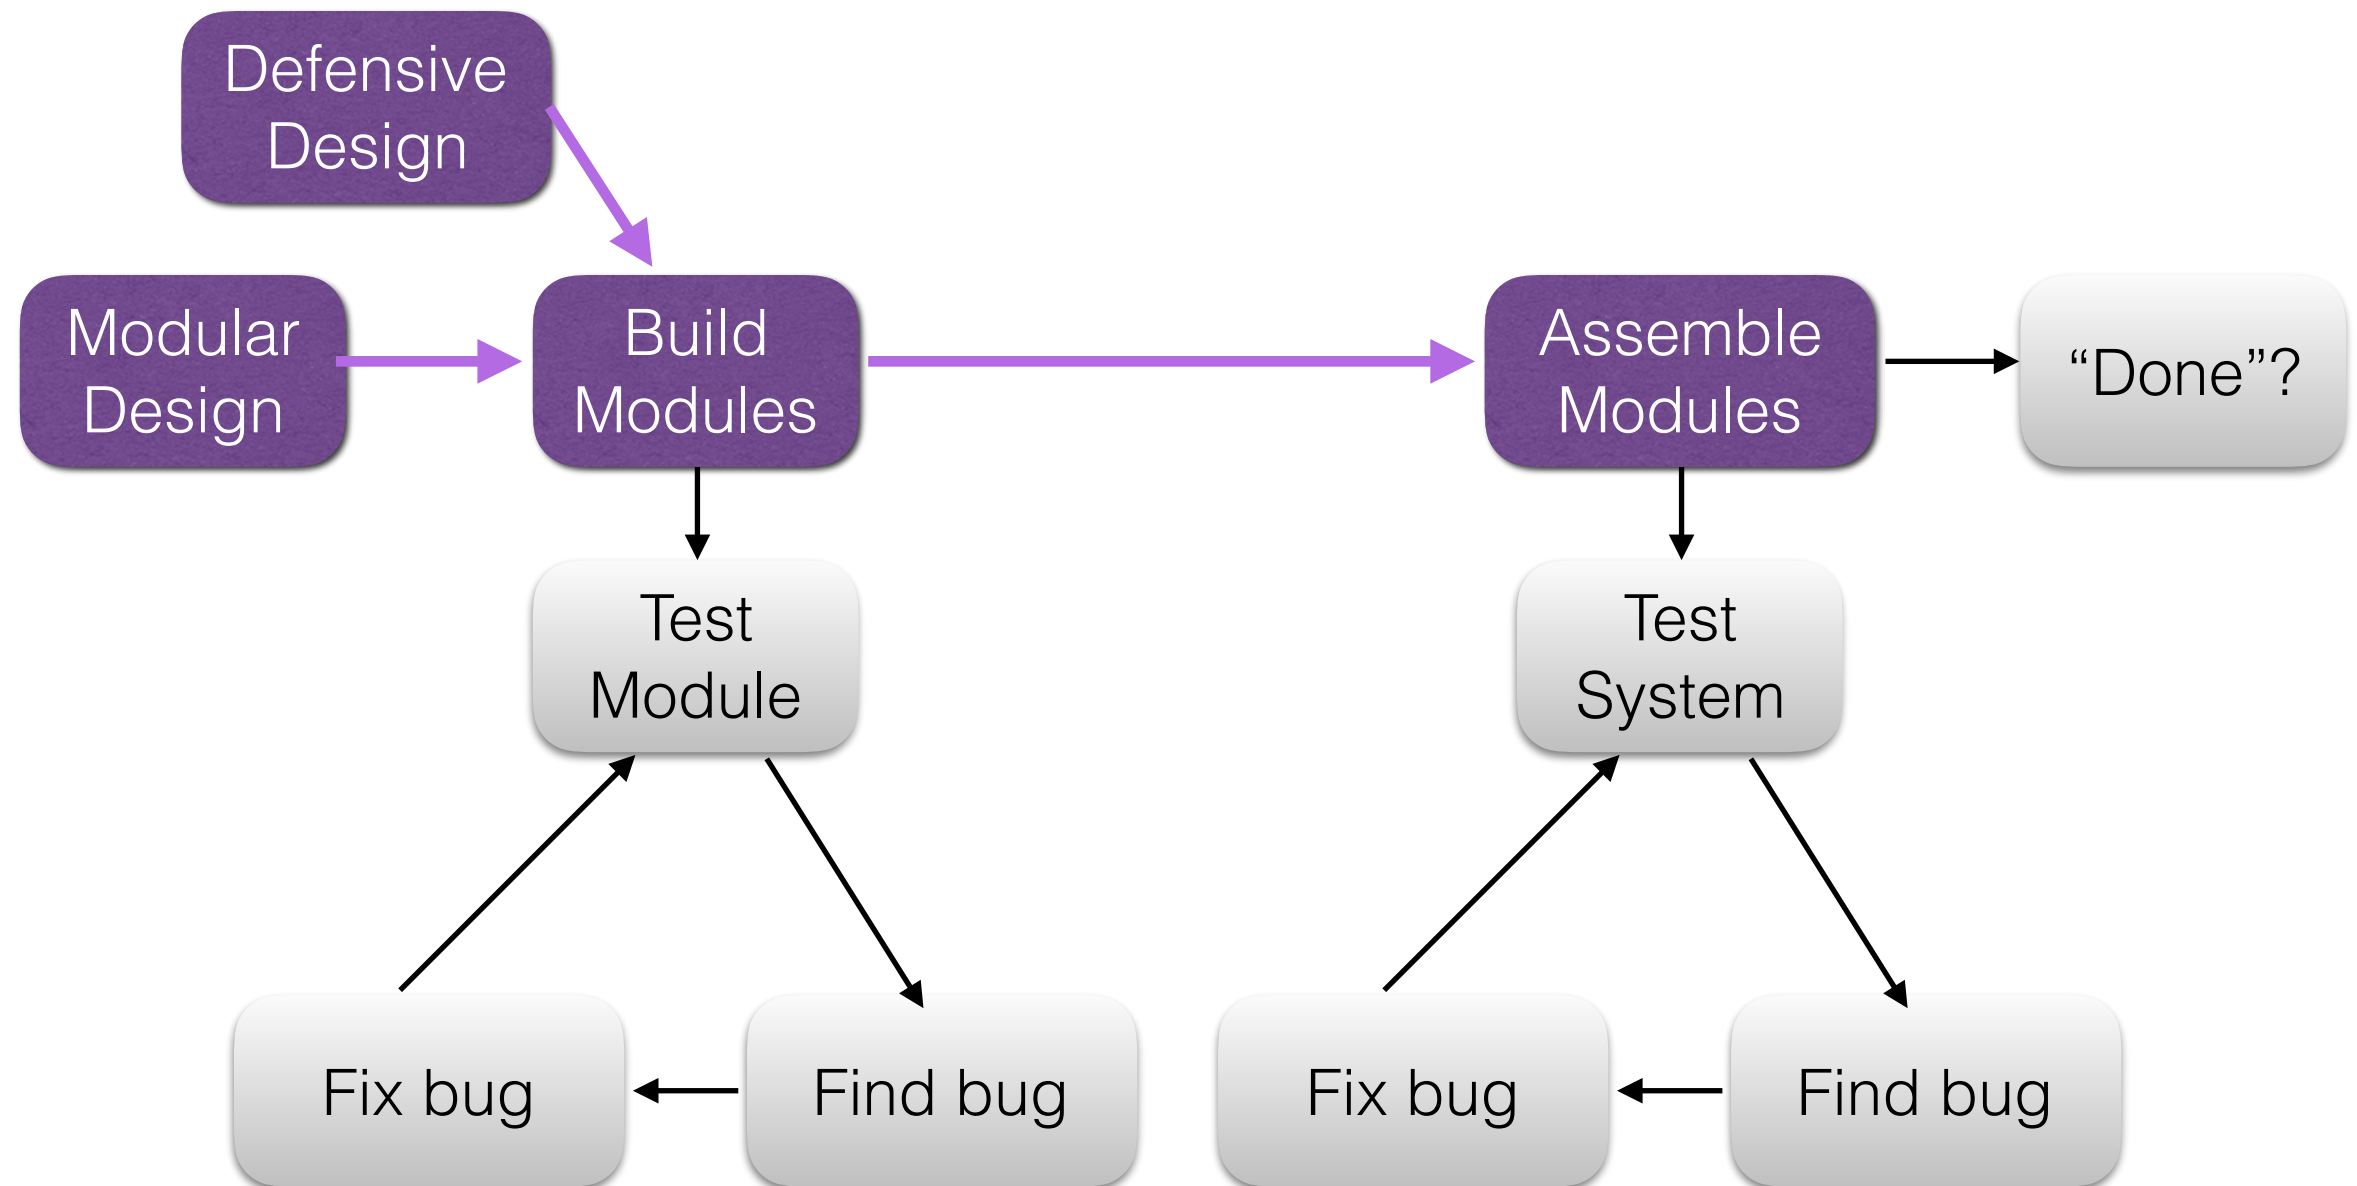 Defensive
Design
Modular
Design
Build
Modules
Assemble
Modules
“Done”?
Test
Module
Test
System
Fix bug
Find bug
Fix bug
Find bug